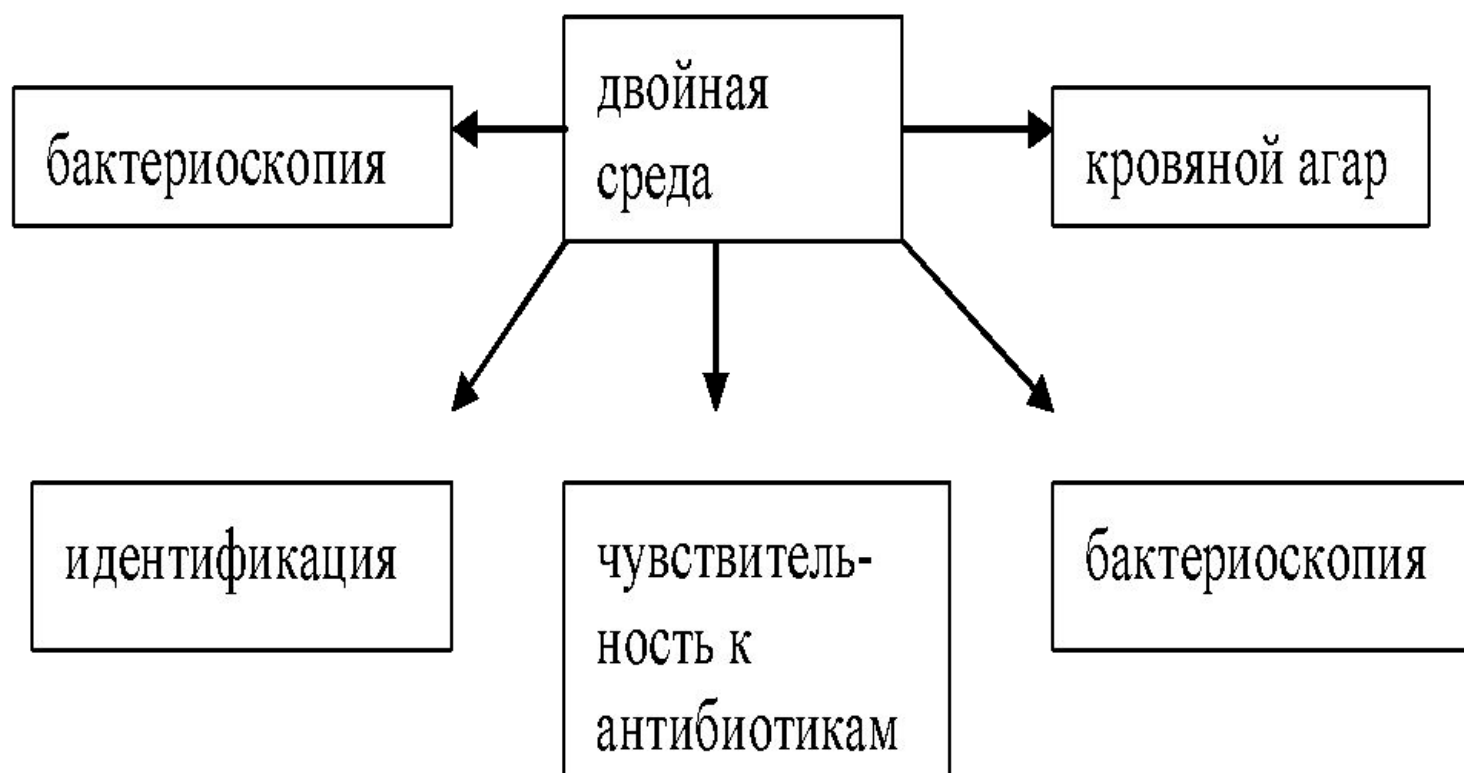 бактериоскопия
двойная
среда
кровяной агар
идентификация
чувствитель-
ность к
антибиотикам
бактериоскопия